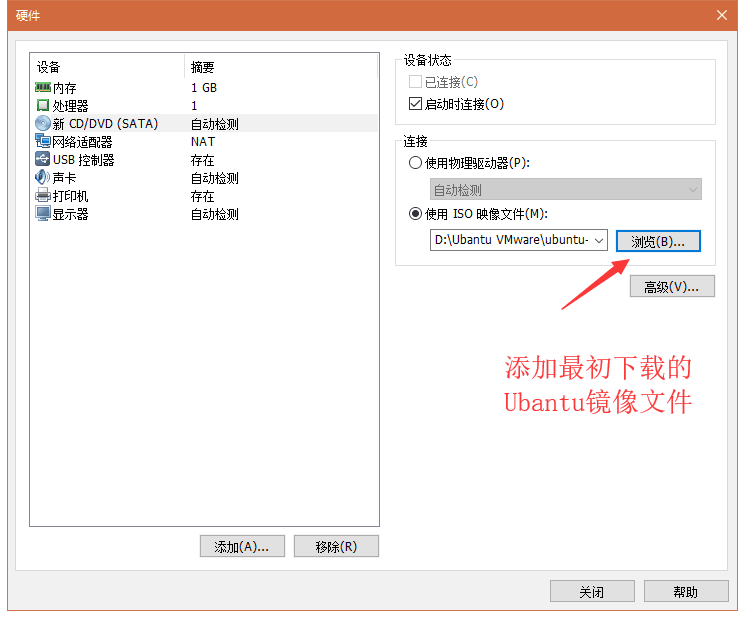 硬件
设备 摘要
内存 1 GB
处理器 1
新 CD/DVD (SATA) 自动检测
网络适配器 NAT
USB 控制器 存在
声卡 自动检测
打印机 存在
显示器 自动检测
添加(A)... 移除(R)
设备状态
已连接(C)
启动时连接(O)
连接
使用物理驱动器(P):
自动检测
使用 ISO 映像文件(M):
D:\Ubantu VMware\ubuntu- 浏览(B)...
高级(V)...
添加最初下载的
Ubantu镜像文件
关闭 帮助